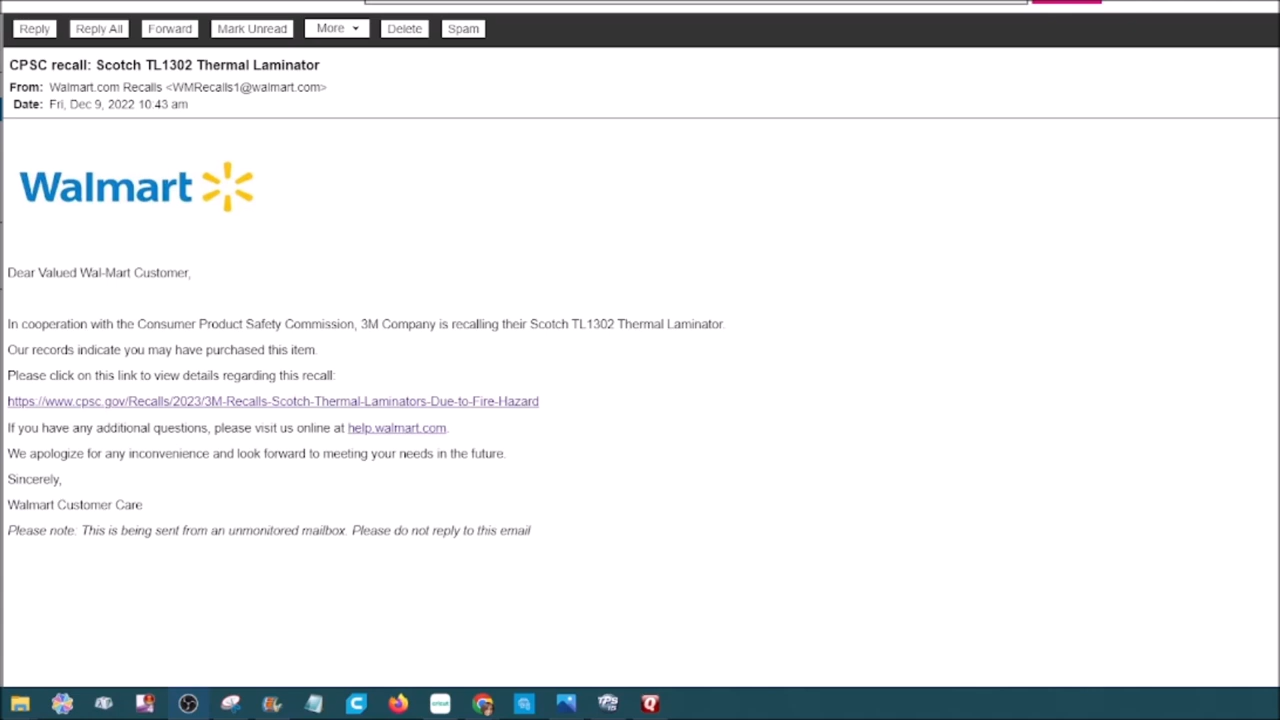 Reply Reply All Forward Mark Unread More Delete Spam
CPSC recall: Scotch TL1302 Thermal Laminator
From: Walmart.com Recalls <WMRecalls1@walmart.com>
Date: Fri, Dec 9, 2022 10:43 am
Walmart
Dear Valued Wal-Mart Customer,
In cooperation with the Consumer Product Safety Commission, 3M Company is recalling their Scotch TL1302 Thermal Laminator.
Our records indicate you may have purchased this item.
Please click on this link to view details regarding this recall:
https://www.cpsc.gov/Recalls/2023/3M-Recalls-Scotch-Thermal-Laminators-Due-to-Fire-Hazard
If you have any additional questions, please visit us online at help.walmart.com.
We apologize for any inconvenience and look forward to meeting your needs in the future.
Sincerely,
Walmart Customer Care
Please note: This is being sent from an unmonitored mailbox. Please do not reply to this email